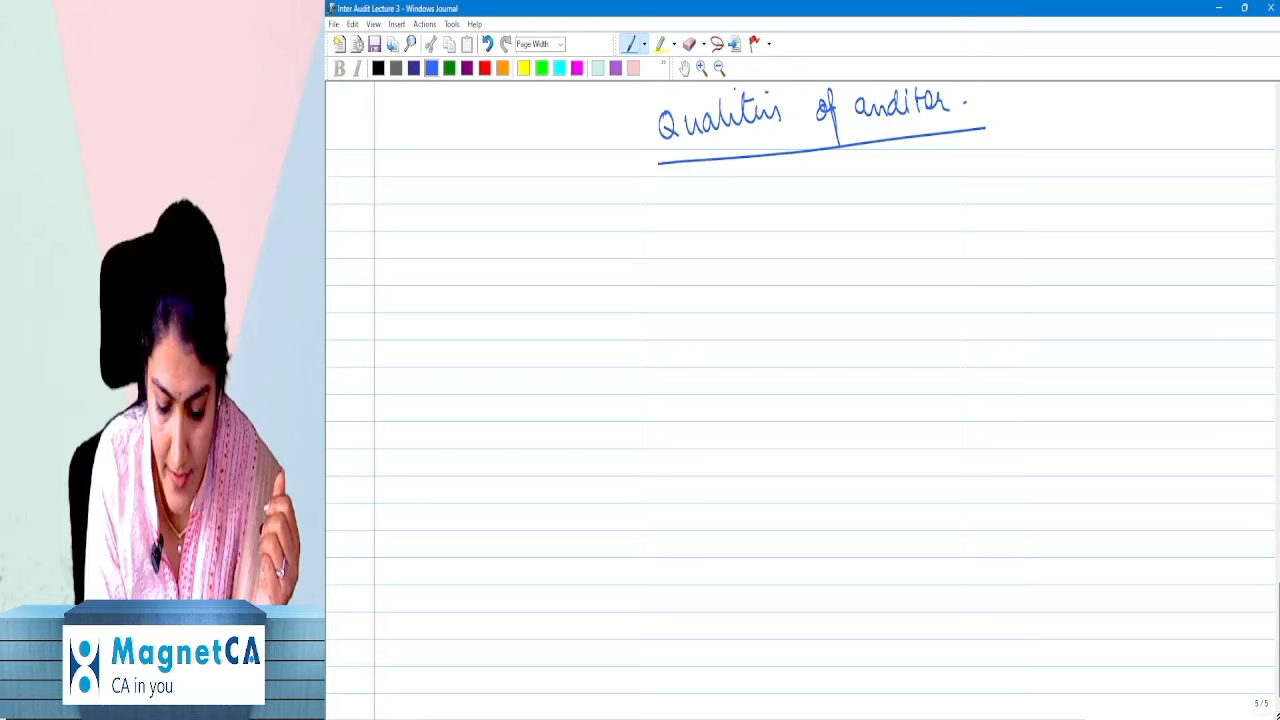 Inter Audit Lecture 3 - Windows Journal
File Edit View Insert Actions Tools Help
Page Width
B I
Qualities of auditor.
MagnetCA
CA in you
5 / 5